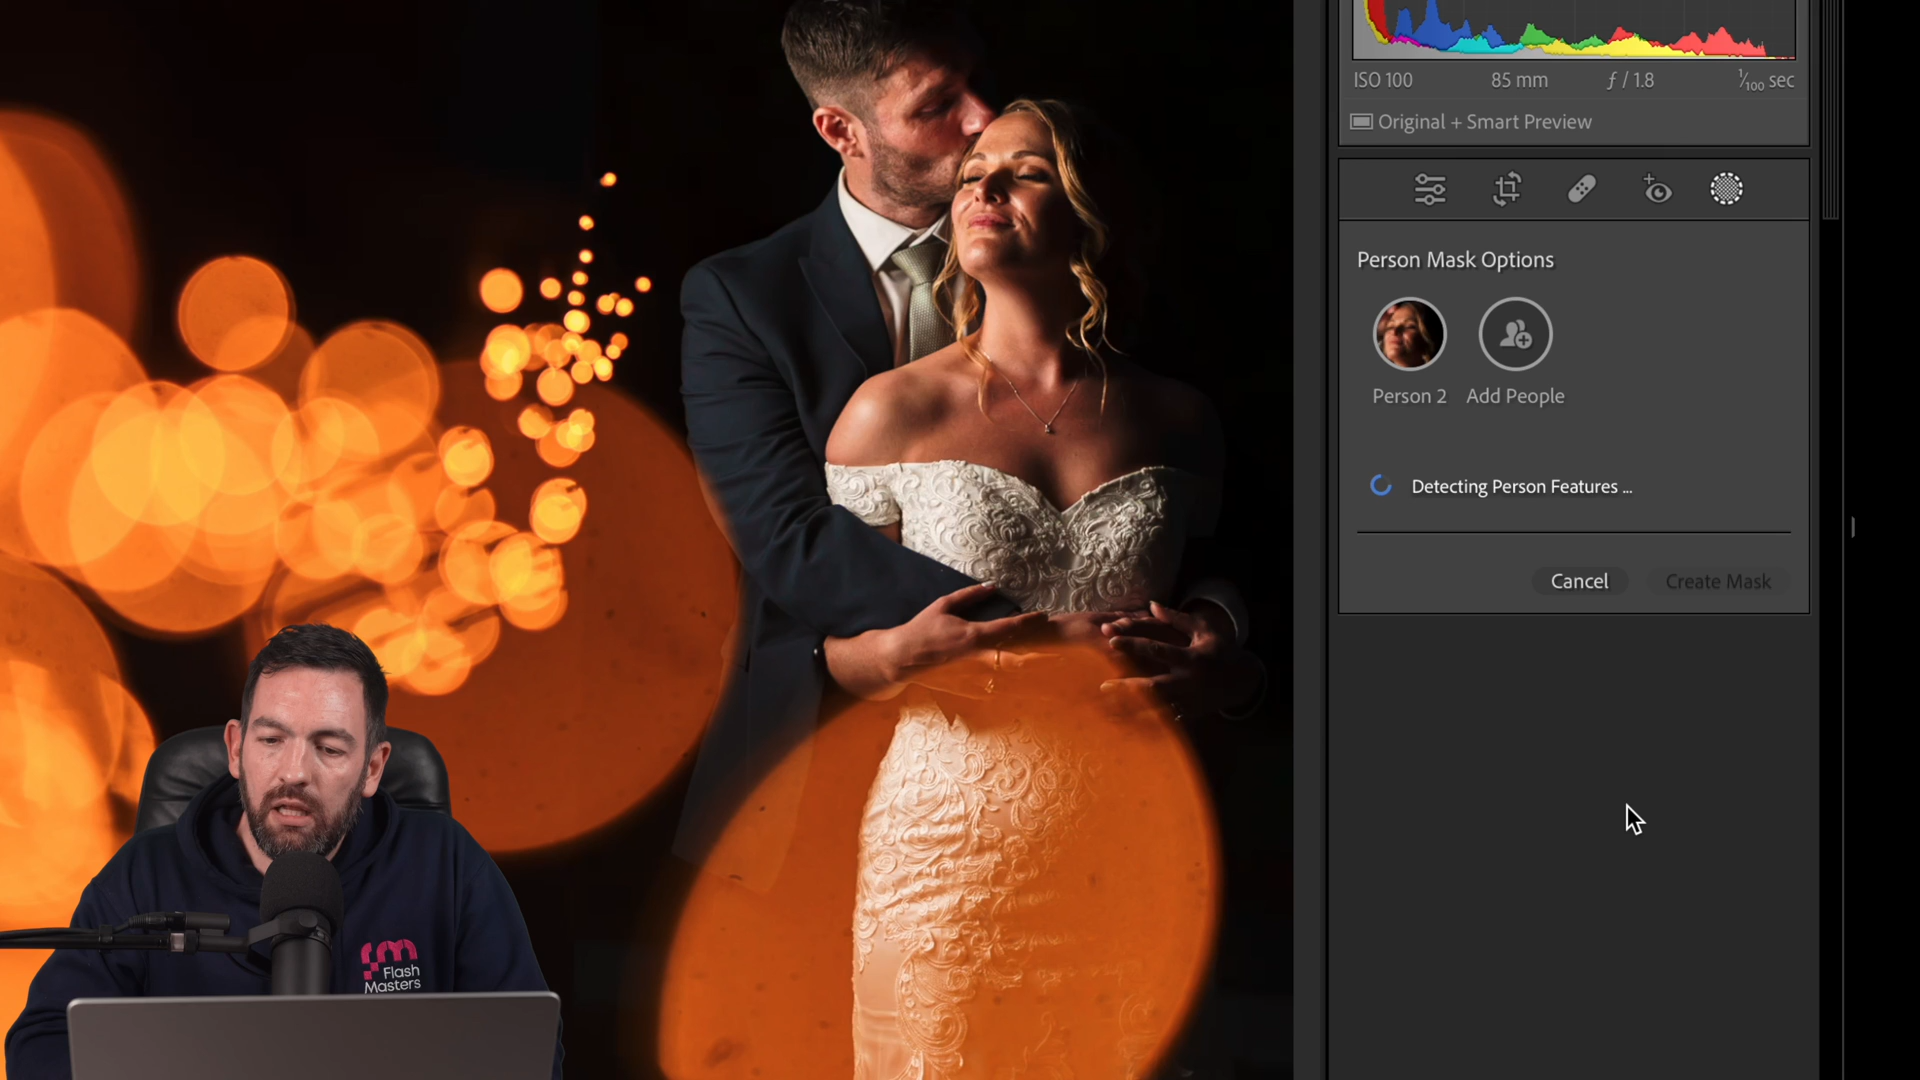 ISO 100 85 mm ƒ / 1.8 1/100 sec
Original + Smart Preview
Person Mask Options
Person 2 Add People
Detecting Person Features ...
Cancel Create Mask
fm
Flash
Masters